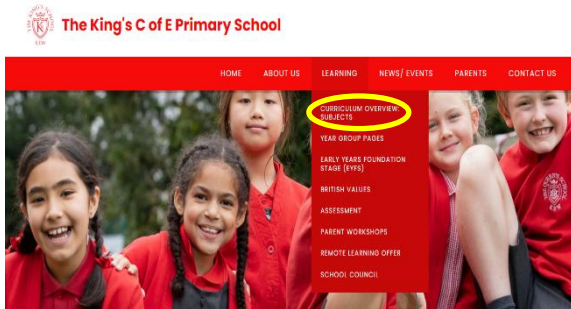 The King's C of E Primary School
HOME ABOUT US LEARNING NEWS/ EVENTS PARENTS CONTACT US
CURRICULUM OVERVIEW:
SUBJECTS
YEAR GROUP PAGES
EARLY YEARS FOUNDATION
STAGE (EYFS)
BRITISH VALUES
ASSESSMENT
PARENT WORKSHOPS
REMOTE LEARNING OFFER
SCHOOL COUNCIL